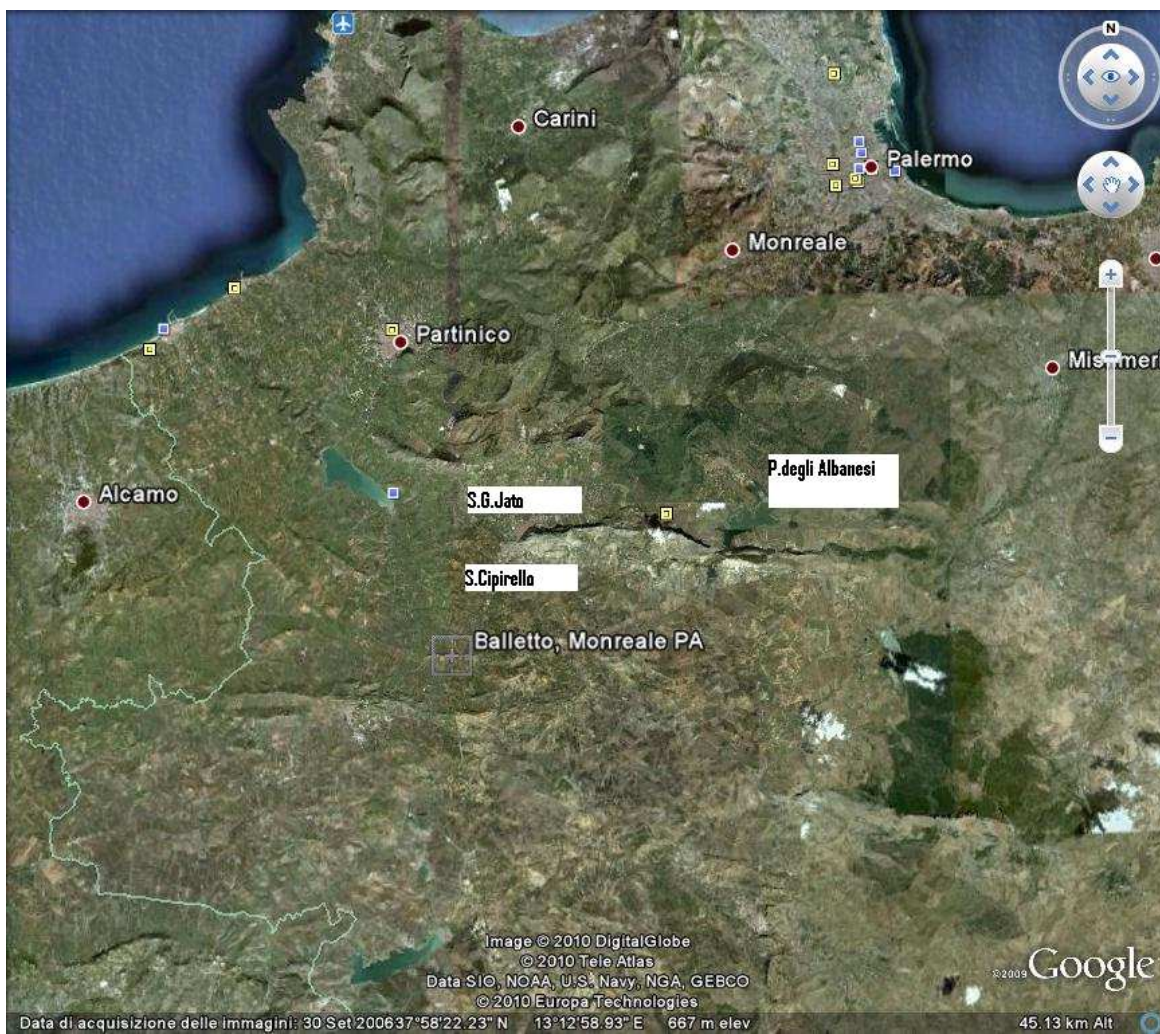 N
Carini
Palermo
Monreale
Partinico
Alcamo
P.degli Albanesi
S.G.Jato
S.Cipirello
Balletto, Monreale PA
Image © 2010 DigitalGlobe
© 2010 Tele Atlas
Data SIO, NOAA, U.S. Navy, NGA, GEBCO
© 2010 Europa Technologies
©2009 Google
Data di acquisizione delle immagini: 30 Set 2006 37°58'22.23" N 13°12'58.93" E 667 m elev 45.13 km Alt